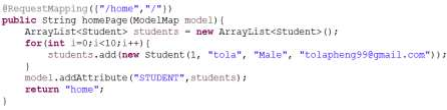 @RequestMapping({"/home","/"})
public String homePage(ModelMap model){
ArrayList<Student> students = new ArrayList<Student>();
for(int i=0;i<10;i++){
students.add(new Student(1, "tola", "Male", "tolapheng99@gmail.com"));
}
model.addAttribute("STUDENT",students);
return "home";
}